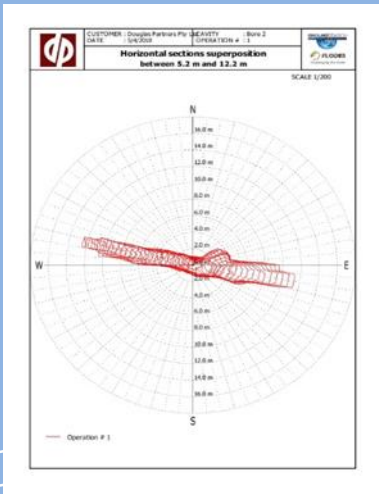 CUSTOMER : Douglas Partners Pty CAVITY : Bore 2
DATE : 5/4/2019 OPERATION # : 1
Horizontal sections superposition
between 5.2 m and 12.2 m
FLODIM
SCALE 1/200
N
16.0 m
14.0 m
12.0 m
10.0 m
8.0 m
6.0 m
4.0 m
2.0 m
W
E
2.0 m
4.0 m
6.0 m
8.0 m
10.0 m
12.0 m
14.0 m
16.0 m
S
Operation # 1